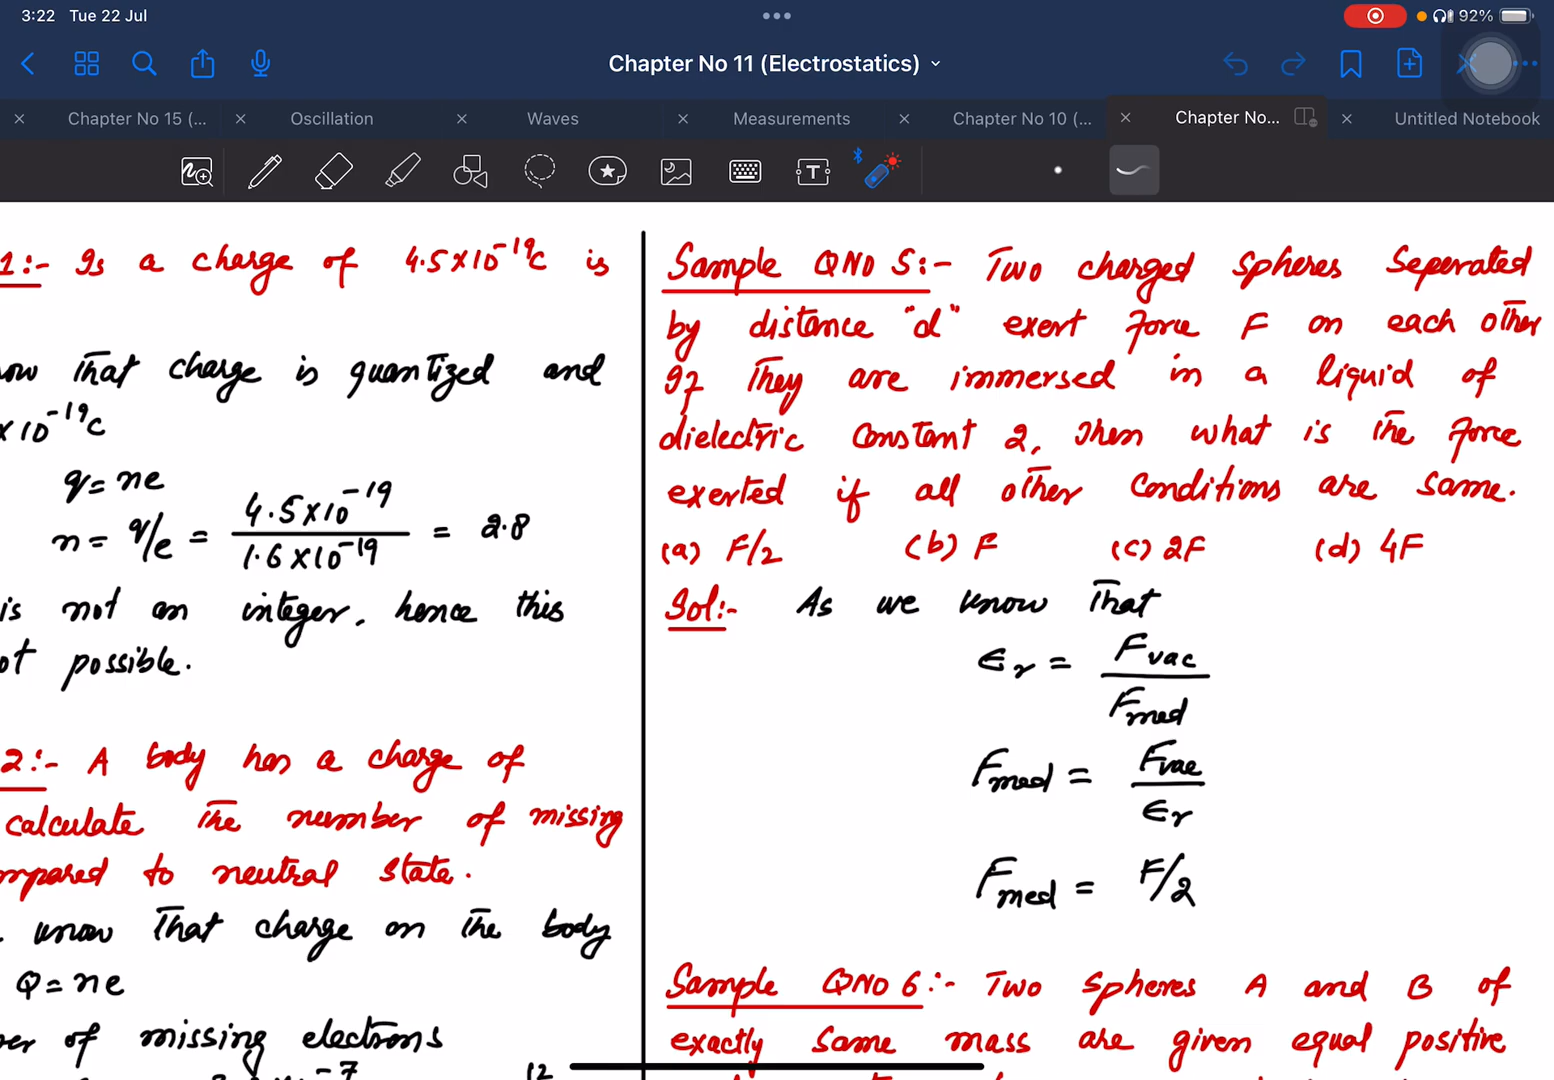 3:22 Tue 22 Jul
92%
Chapter No 11 (Electrostatics)
Chapter No 15 (...
Oscillation
Waves
Measurements
Chapter No 10 (...
Chapter No...
Untitled Notebook
1:- Is a charge of 4.5×10⁻¹⁹C is
now that charge is quantized and
×10⁻¹⁹C
q = ne
n = q/e = 4.5×10⁻¹⁹ / 1.6×10⁻¹⁹ = 2.8
is not an integer, hence this
ot possible.
2:- A body has a charge of
calculate the number of missing
mpared to neutral state.
know that charge on the body
Q = ne
er of missing electrons
Sample QNO 5:- Two charged spheres seperated
by distance "d" exert force F on each other
If they are immersed in a liquid of
dielectric constant 2, then what is the force
exerted if all other conditions are same.
(a) F/2 (b) F (c) 2F (d) 4F
Sol:- As we know that
ϵr = Fvac / Fmed
Fmed = Fvac / ϵr
Fmed = F/2
Sample QNO 6:- Two spheres A and B of
exactly same mass are given equal positive